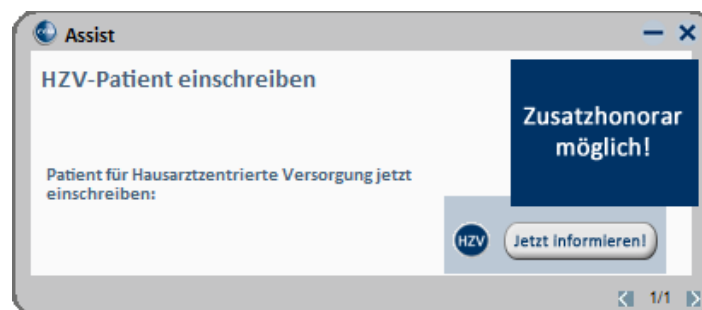 Assist
HZV-Patient einschreiben
Zusatzhonorar
möglich!
Patient für Hausarztzentrierte Versorgung jetzt
einschreiben:
HZV
Jetzt informieren!
1/1